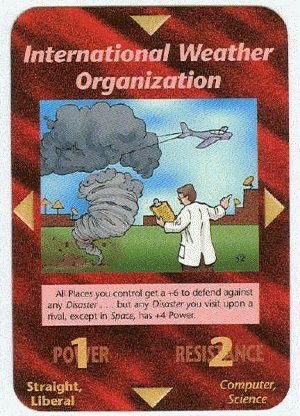 International Weather
Organization
All Places you control get a +6 to defend against
any Disaster . . . but any Disaster you visit upon a
rival, except in Space, has +4 Power.
POWER 1 RESISTANCE 2
Straight, Computer,
Liberal Science